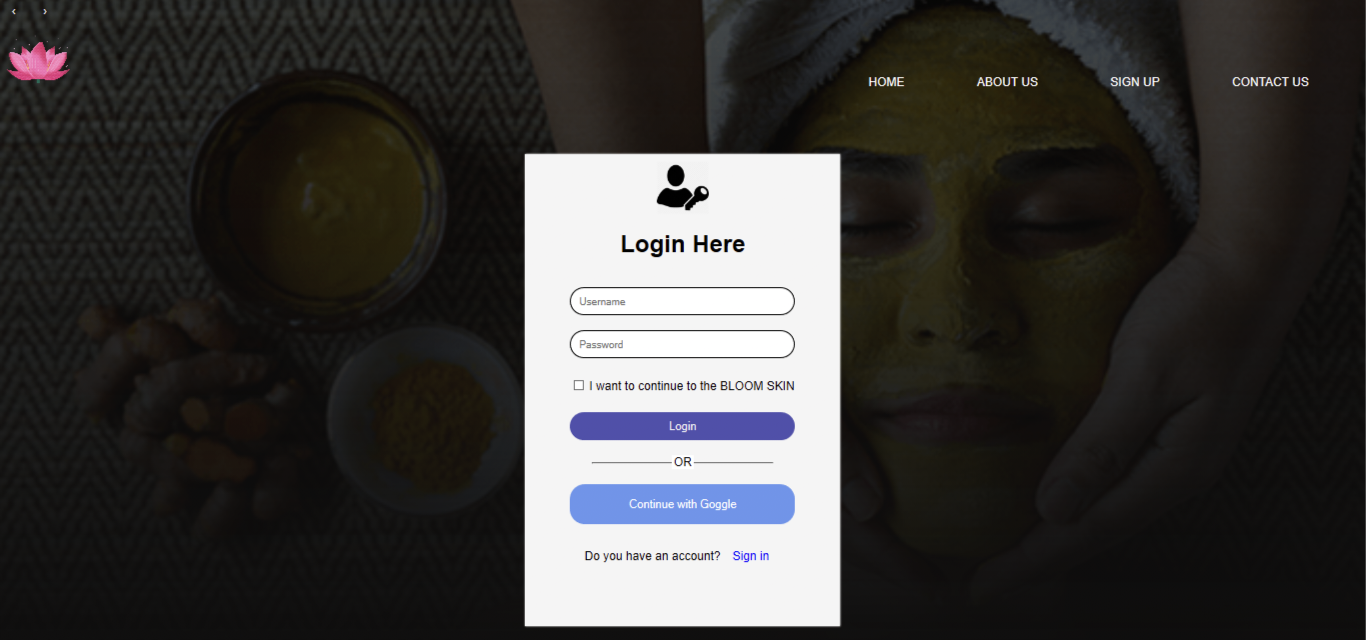 ‹ ›
HOME ABOUT US SIGN UP CONTACT US
Login Here
Username
Password
I want to continue to the BLOOM SKIN
Login
OR
Continue with Goggle
Do you have an account? Sign in